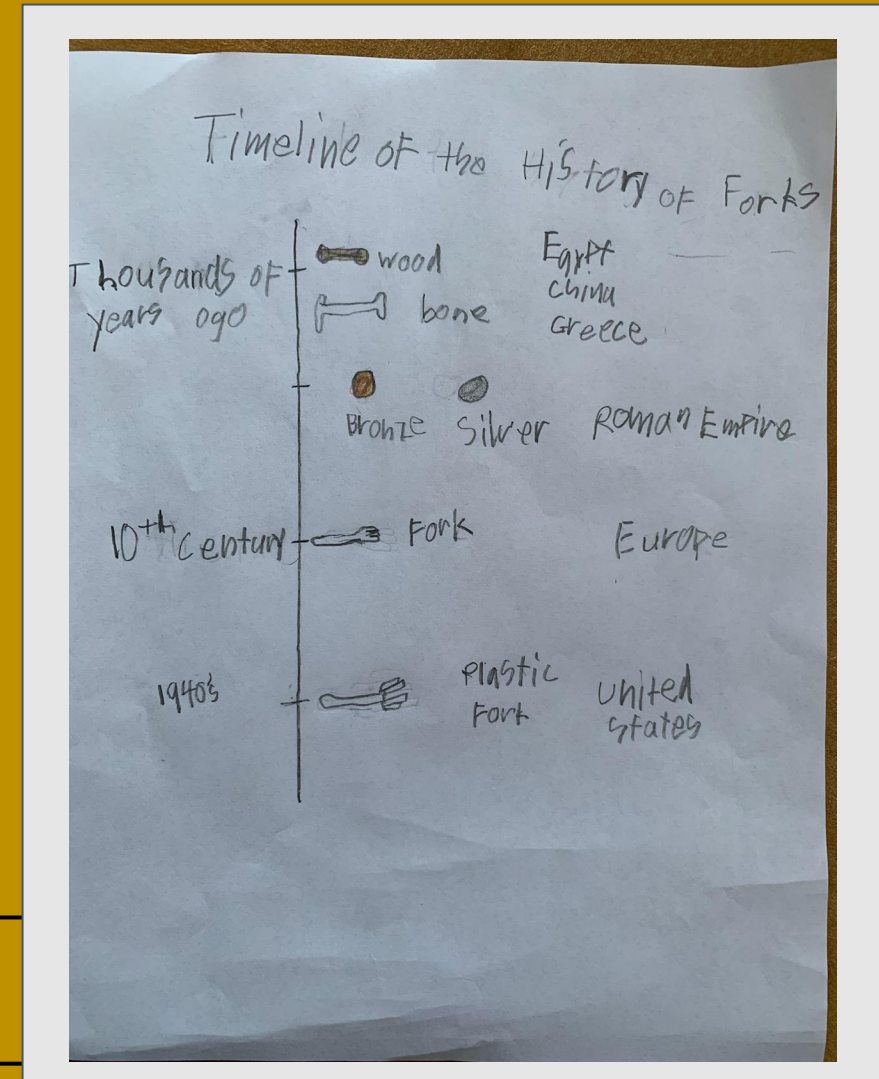 Timeline of the History of Forks
Thousands of
years ogo
wood
bone
Egypt
China
Greece
Bronze
Silver
Roman Empire
10th Century
Fork
Europe
1940's
Plastic
Fork
United
States